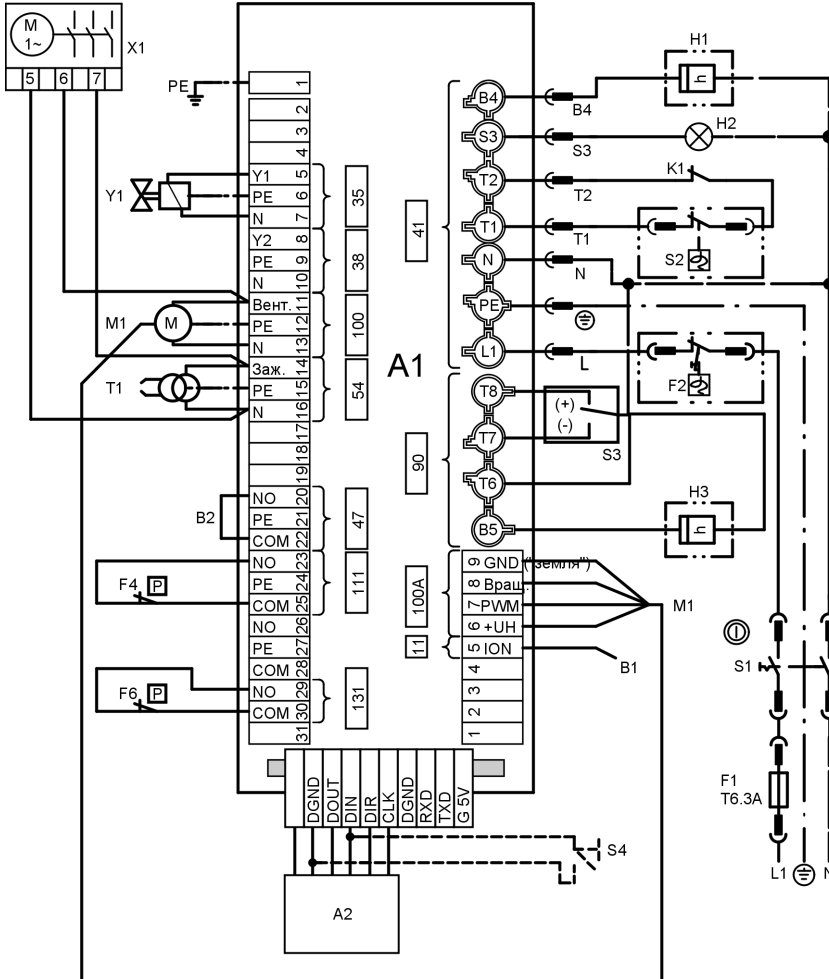 M
1~
X1
5 6 7
PE
1
2
3
4
Y1 5
PE 6
N 7
Y2 8
PE 9
N 10
Вент. 11
PE 12
N 13
Заж. 14
PE 15
N 16
17
18
19
NO 20
PE 21
COM 22
NO 23
PE 24
COM 25
NO 26
PE 27
COM 28
NO 29
COM 30
31
Y1
M1
M
T1
B2
F4 P
F6 P
35
38
100
54
47
111
131
A1
41
90
100A
11
B4
S3
T2
T1
N
PE
L1
T8
T7
T6
B5
B4
S3
T2
T1
N
L
H1
h
H2
K1
S2
F2
(+)
(-)
S3
H3
h
9 GND ("земля")
8 Вращ.
7 PWM
6 +UH
5 ION
4
3
2
1
M1
B1
S1
F1
T6.3A
L1
N
DGND
DOUT
DIN
DIR
CLK
DGND
RXD
TXD
G 5V
S4
A2